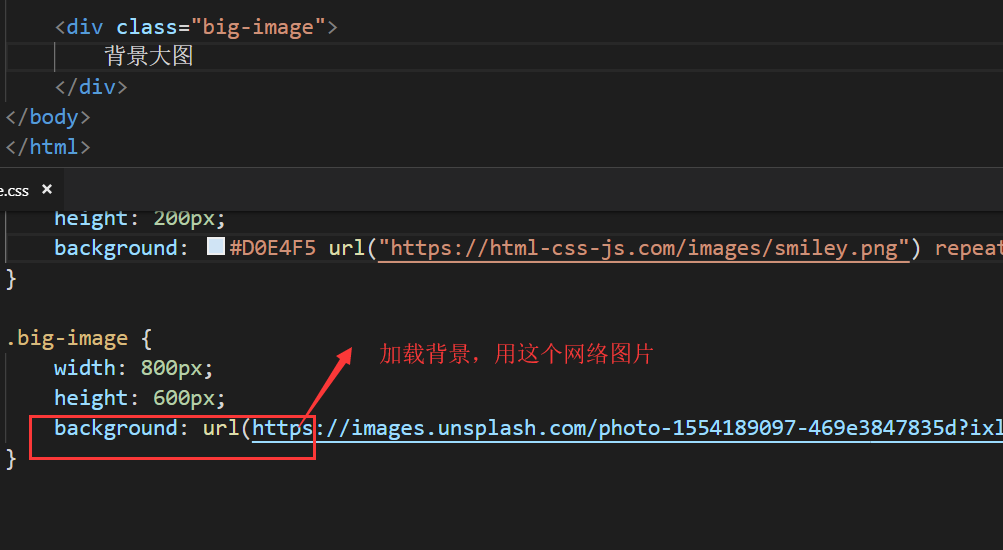 <div class="big-image">
背景大图
</div>
</body>
</html>
e.css ×
height: 200px;
background: #D0E4F5 url("https://html-css-js.com/images/smiley.png") repeat
}
.big-image {
加载背景，用这个网络图片
width: 800px;
height: 600px;
background: url(https://images.unsplash.com/photo-1554189097-469e3847835d?ixl
}